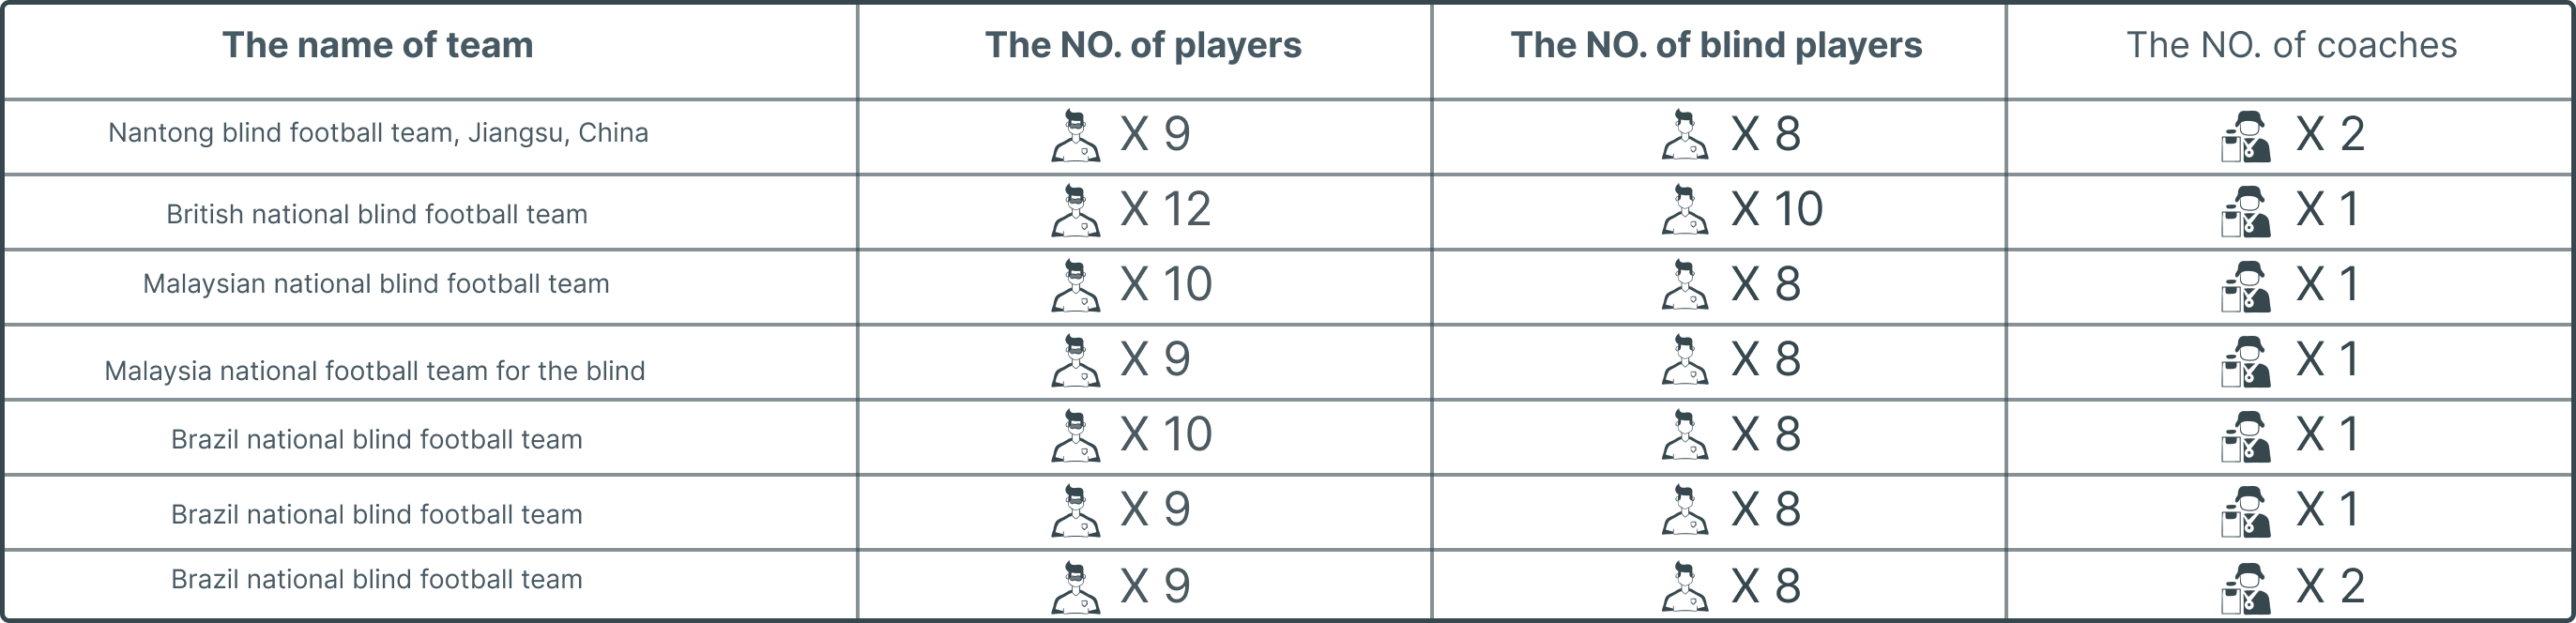 The name of team The NO. of players The NO. of blind players The NO. of coaches
Nantong blind football team, Jiangsu, China X 9 X 8 X 2
British national blind football team X 12 X 10 X 1
Malaysian national blind football team X 10 X 8 X 1
Malaysia national football team for the blind X 9 X 8 X 1
Brazil national blind football team X 10 X 8 X 1
Brazil national blind football team X 9 X 8 X 1
Brazil national blind football team X 9 X 8 X 2